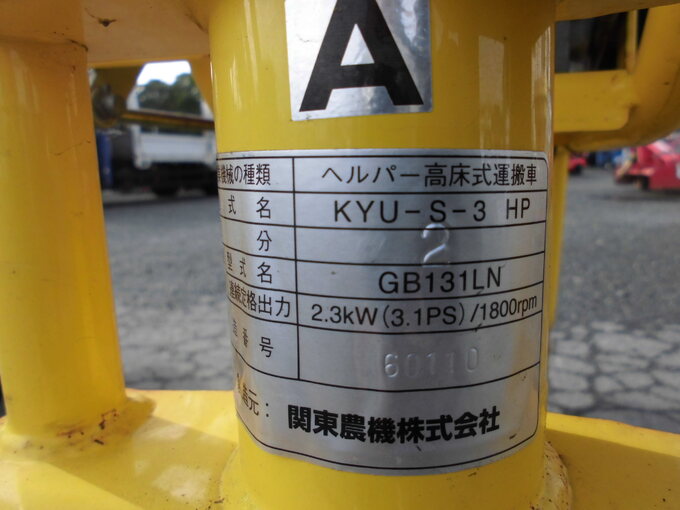 A
機械の種類 ヘルパー高床式運搬車
式 名 KYU-S-3 HP
分 2
型式名 GB131LN
連続定格出力 2.3kW(3.1PS)/1800rpm
番 号 60110
造元: 関東農機株式会社